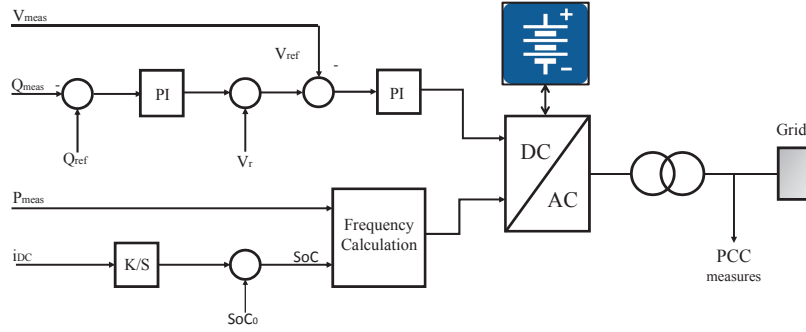 Vmeas
Vref
-
Qmeas
-
PI
PI
Qref
Vr
+
-
DC
AC
Grid
Pmeas
Frequency
Calculation
PCC
measures
iDC
K/S
SoC
SoC0